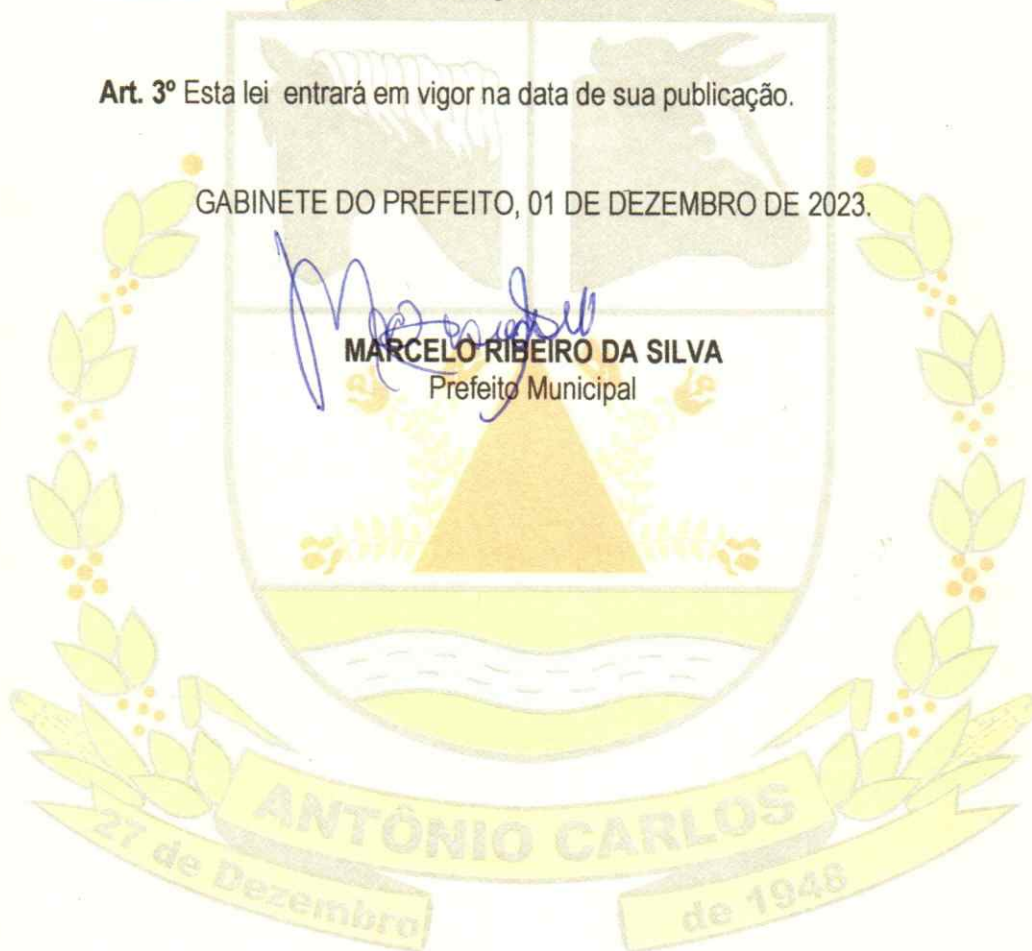 Art. 3º Esta lei entrará em vigor na data de sua publicação.
GABINETE DO PREFEITO, 01 DE DEZEMBRO DE 2023.
MARCELO RIBEIRO DA SILVA
Prefeito Municipal
ANTÔNIO CARLOS
27 de Dezembro
de 1948